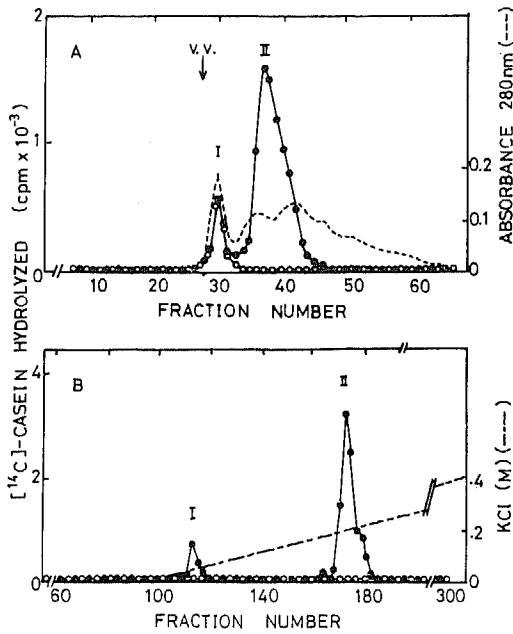 2
A
V.V.
II
I
1
0
0.2
0.1
0
10 20 30 40 50 60
FRACTION NUMBER
[¹⁴C]-CASEIN HYDROLYZED (cpm x 10⁻³)
ABSORBANCE 280nm (---)
4
B
II
I
2
0
.4
.2
0
60 100 140 180 300
FRACTION NUMBER
KCl (M) (---)